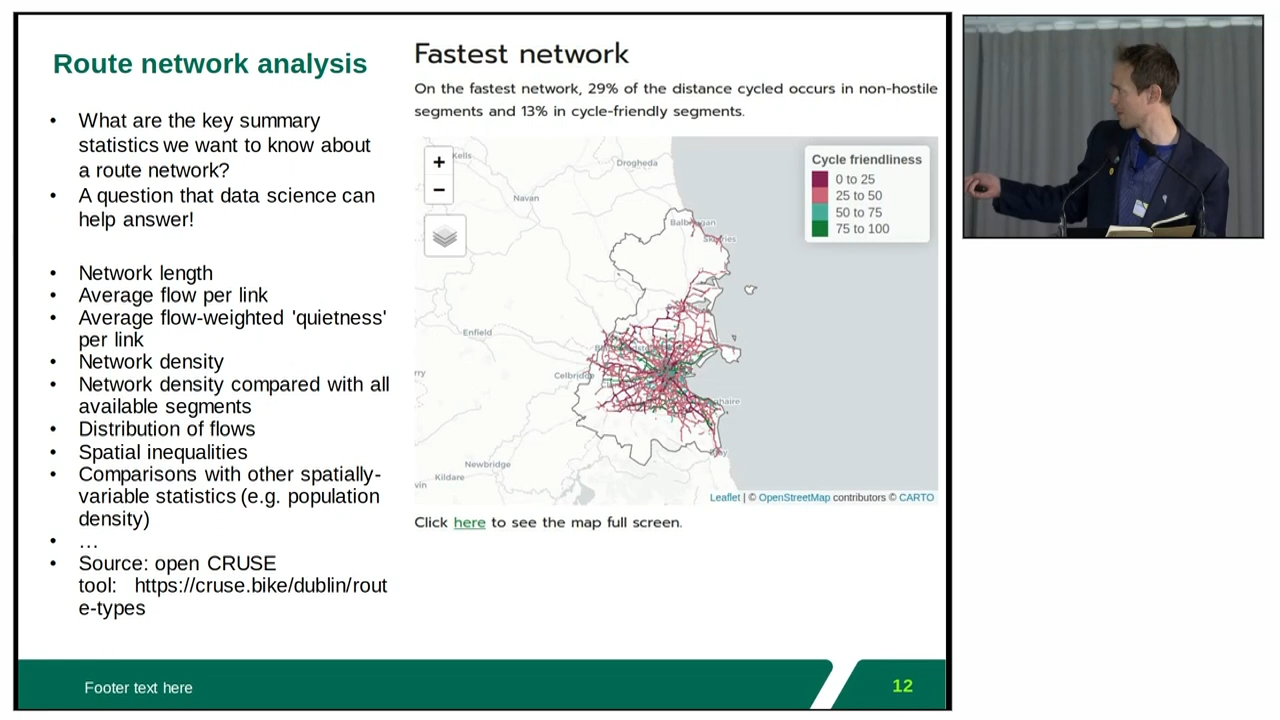 Route network analysis
• What are the key summary
statistics we want to know about
a route network?
• A question that data science can
help answer!
• Network length
• Average flow per link
• Average flow-weighted 'quietness'
per link
• Network density
• Network density compared with all
available segments
• Distribution of flows
• Spatial inequalities
• Comparisons with other spatially-
variable statistics (e.g. population
density)
• …
• Source: open CRUSE
tool: https://cruse.bike/dublin/rout
e-types
Fastest network
On the fastest network, 29% of the distance cycled occurs in non-hostile
segments and 13% in cycle-friendly segments.
+
−
Kells
Drogheda
Navan
Enfield
Newbridge
Kildare
Cycle friendliness
0 to 25
25 to 50
50 to 75
75 to 100
Leaflet | © OpenStreetMap contributors © CARTO
Click here to see the map full screen.
Footer text here
12